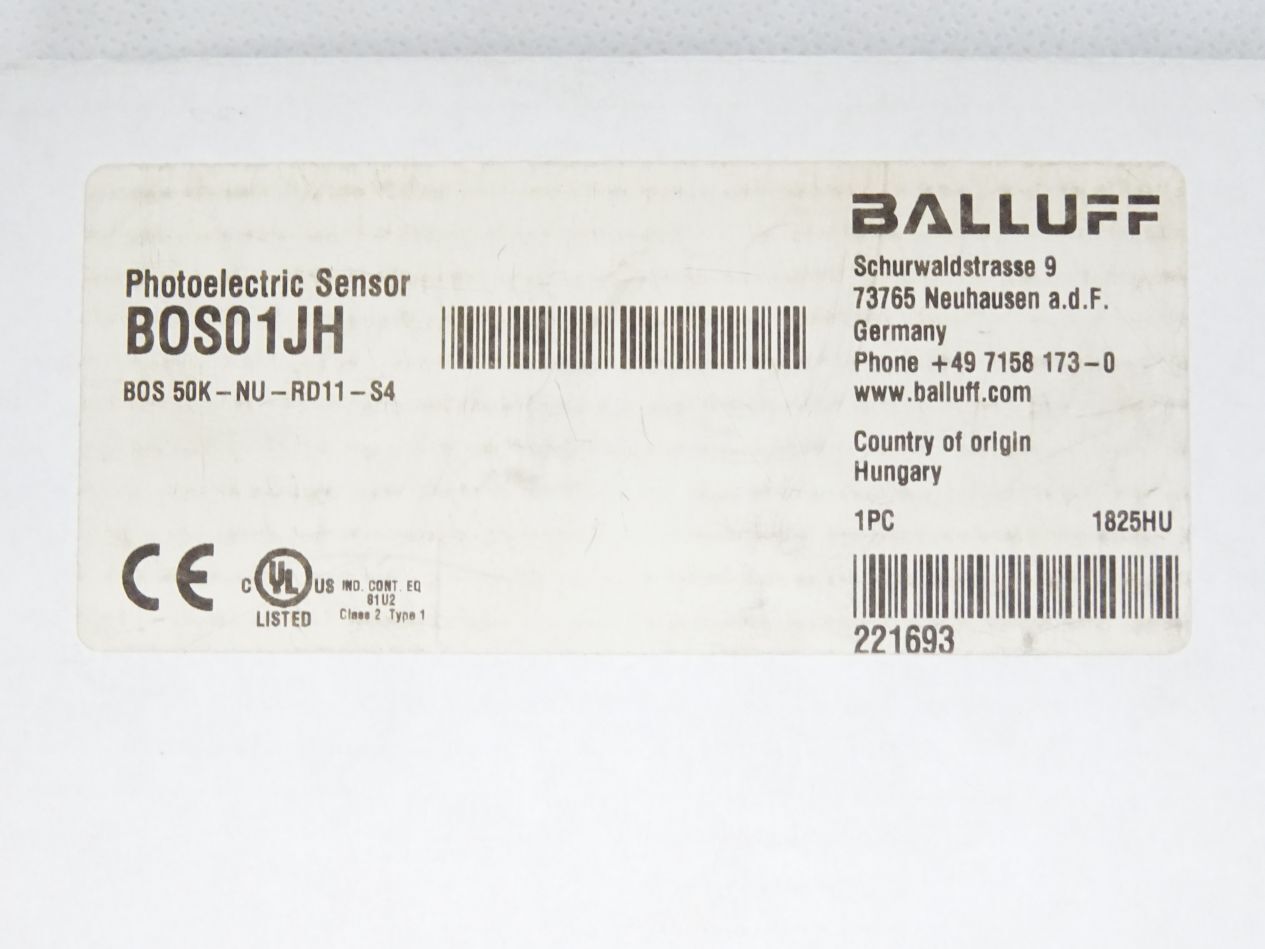 Photoelectric Sensor
BOS01JH
BOS 50K-NU-RD11-S4
BALLUFF
Schurwaldstrasse 9
73765 Neuhausen a.d.F.
Germany
Phone +49 7158 173-0
www.balluff.com
Country of origin
Hungary
1PC 1825HU
221693
CE
C UL US IND. CONT. EQ
81U2
LISTED Class 2 Type 1